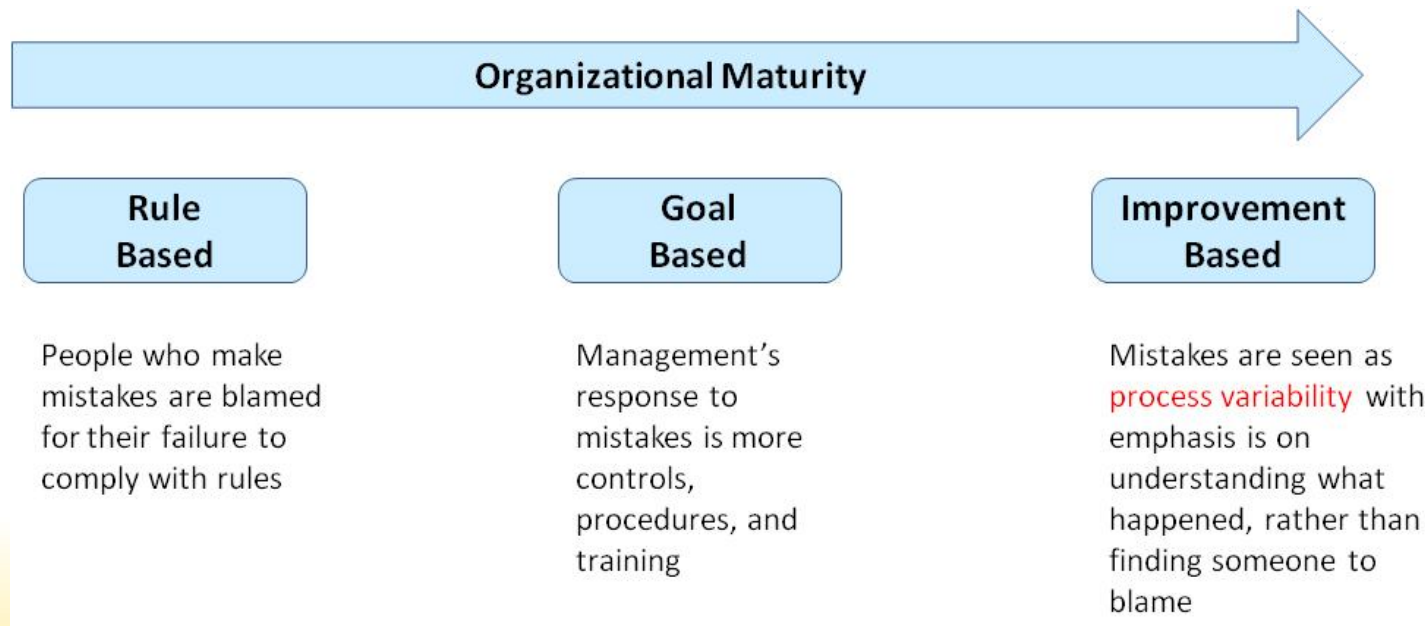 Organizational Maturity
Rule
Based
Goal
Based
Improvement
Based
People who make
mistakes are blamed
for their failure to
comply with rules
Management's
response to
mistakes is more
controls,
procedures, and
training
Mistakes are seen as
process variability with
emphasis is on
understanding what
happened, rather than
finding someone to
blame